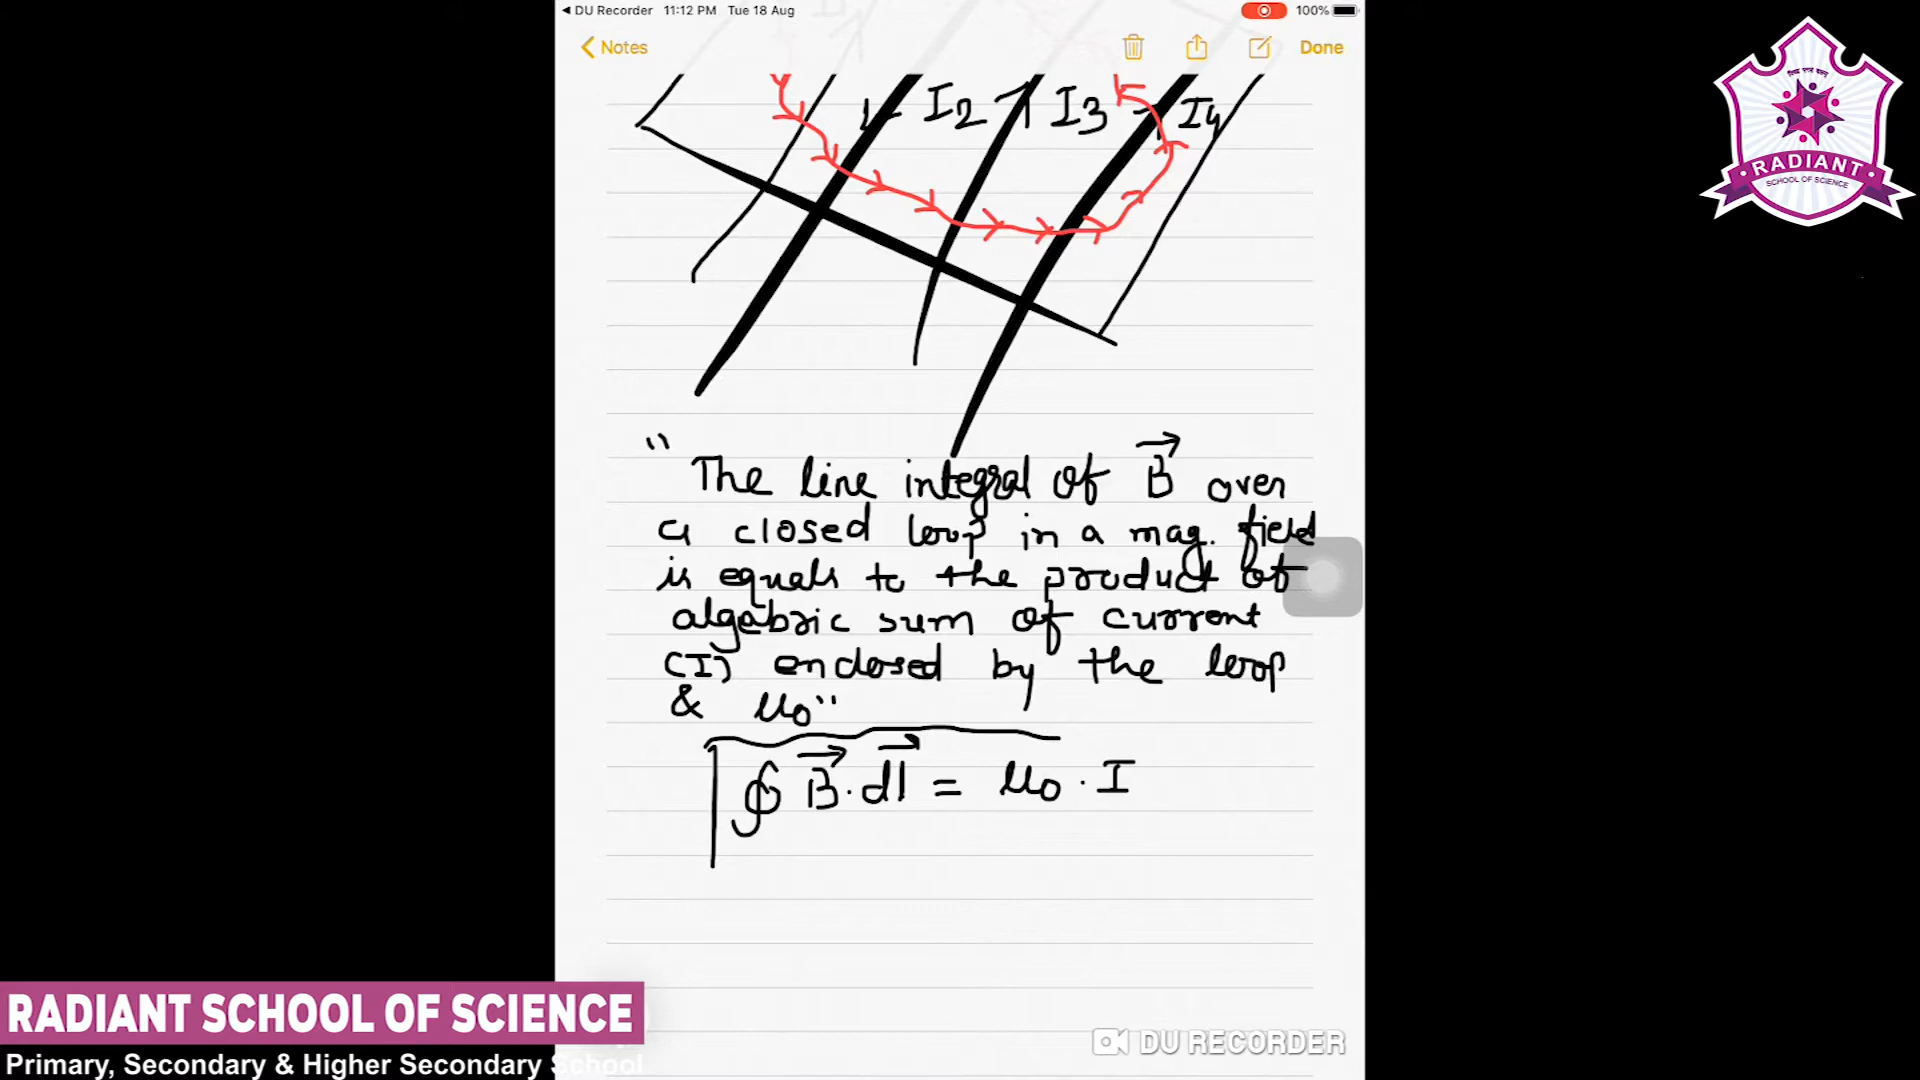 DU Recorder 11:12 PM Tue 18 Aug 100%
Notes Done
I2 I3 I4
" The line integral of B over
a closed loop in a mag. field
is equals to the product of
algebric sum of current
(I) enclosed by the loop
& μo"
∮ B · dl = μo · I
RADIANT
SCHOOL OF SCIENCE
RADIANT SCHOOL OF SCIENCE
Primary, Secondary & Higher Secondary School
DU RECORDER